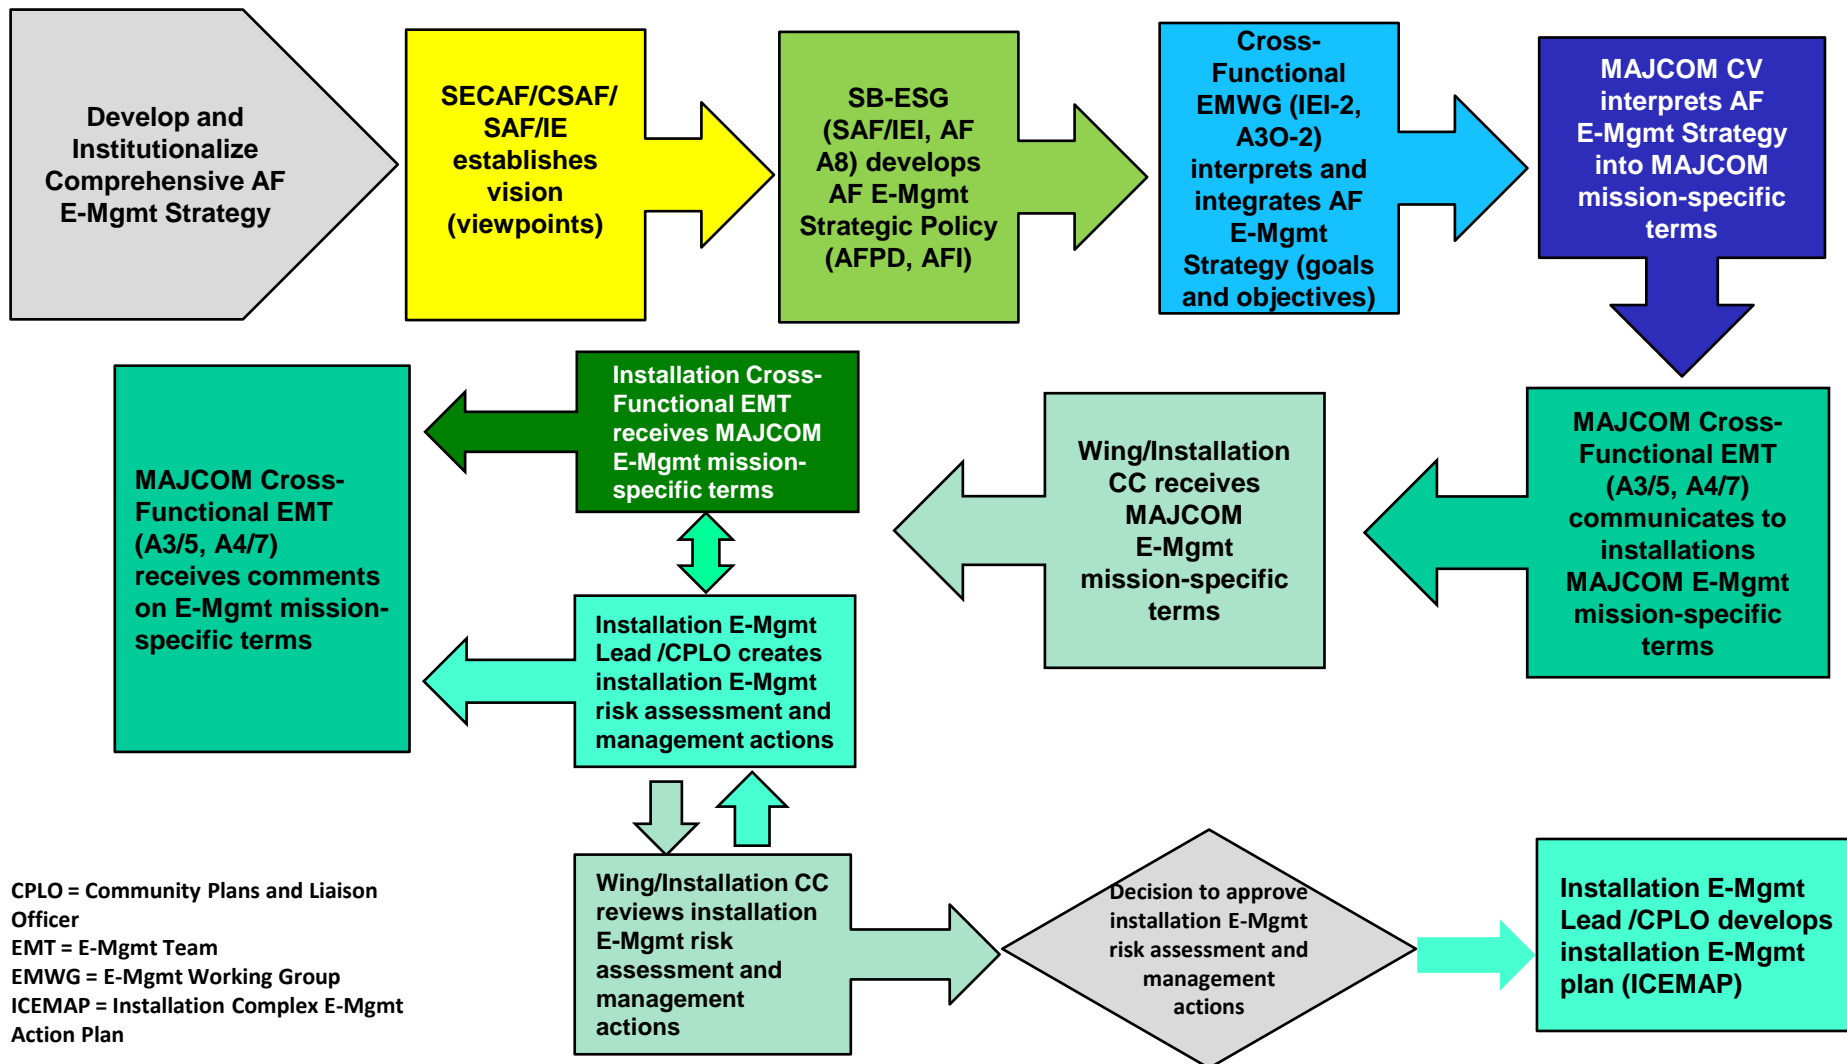 Develop and
Institutionalize
Comprehensive AF
E-Mgmt Strategy
SECAF/CSAF/
SAF/IE
establishes
vision
(viewpoints)
SB-ESG
(SAF/IEI, AF
A8) develops
AF E-Mgmt
Strategic Policy
(AFPD, AFI)
Cross-
Functional
EMWG (IEI-2,
A3O-2)
interprets and
integrates AF
E-Mgmt
Strategy (goals
and objectives)
MAJCOM CV
interprets AF
E-Mgmt Strategy
into MAJCOM
mission-specific
terms
MAJCOM Cross-
Functional EMT
(A3/5, A4/7)
communicates to
installations
MAJCOM E-Mgmt
mission-specific
terms
Wing/Installation
CC receives
MAJCOM
E-Mgmt
mission-specific
terms
Installation Cross-
Functional EMT
receives MAJCOM
E-Mgmt mission-
specific terms
MAJCOM Cross-
Functional EMT
(A3/5, A4/7)
receives comments
on E-Mgmt mission-
specific terms
Installation E-Mgmt
Lead /CPLO creates
installation E-Mgmt
risk assessment and
management actions
Wing/Installation CC
reviews installation
E-Mgmt risk
assessment and
management
actions
Decision to approve
installation E-Mgmt
risk assessment and
management
actions
Installation E-Mgmt
Lead /CPLO develops
installation E-Mgmt
plan (ICEMAP)
CPLO = Community Plans and Liaison
Officer
EMT = E-Mgmt Team
EMWG = E-Mgmt Working Group
ICEMAP = Installation Complex E-Mgmt
Action Plan